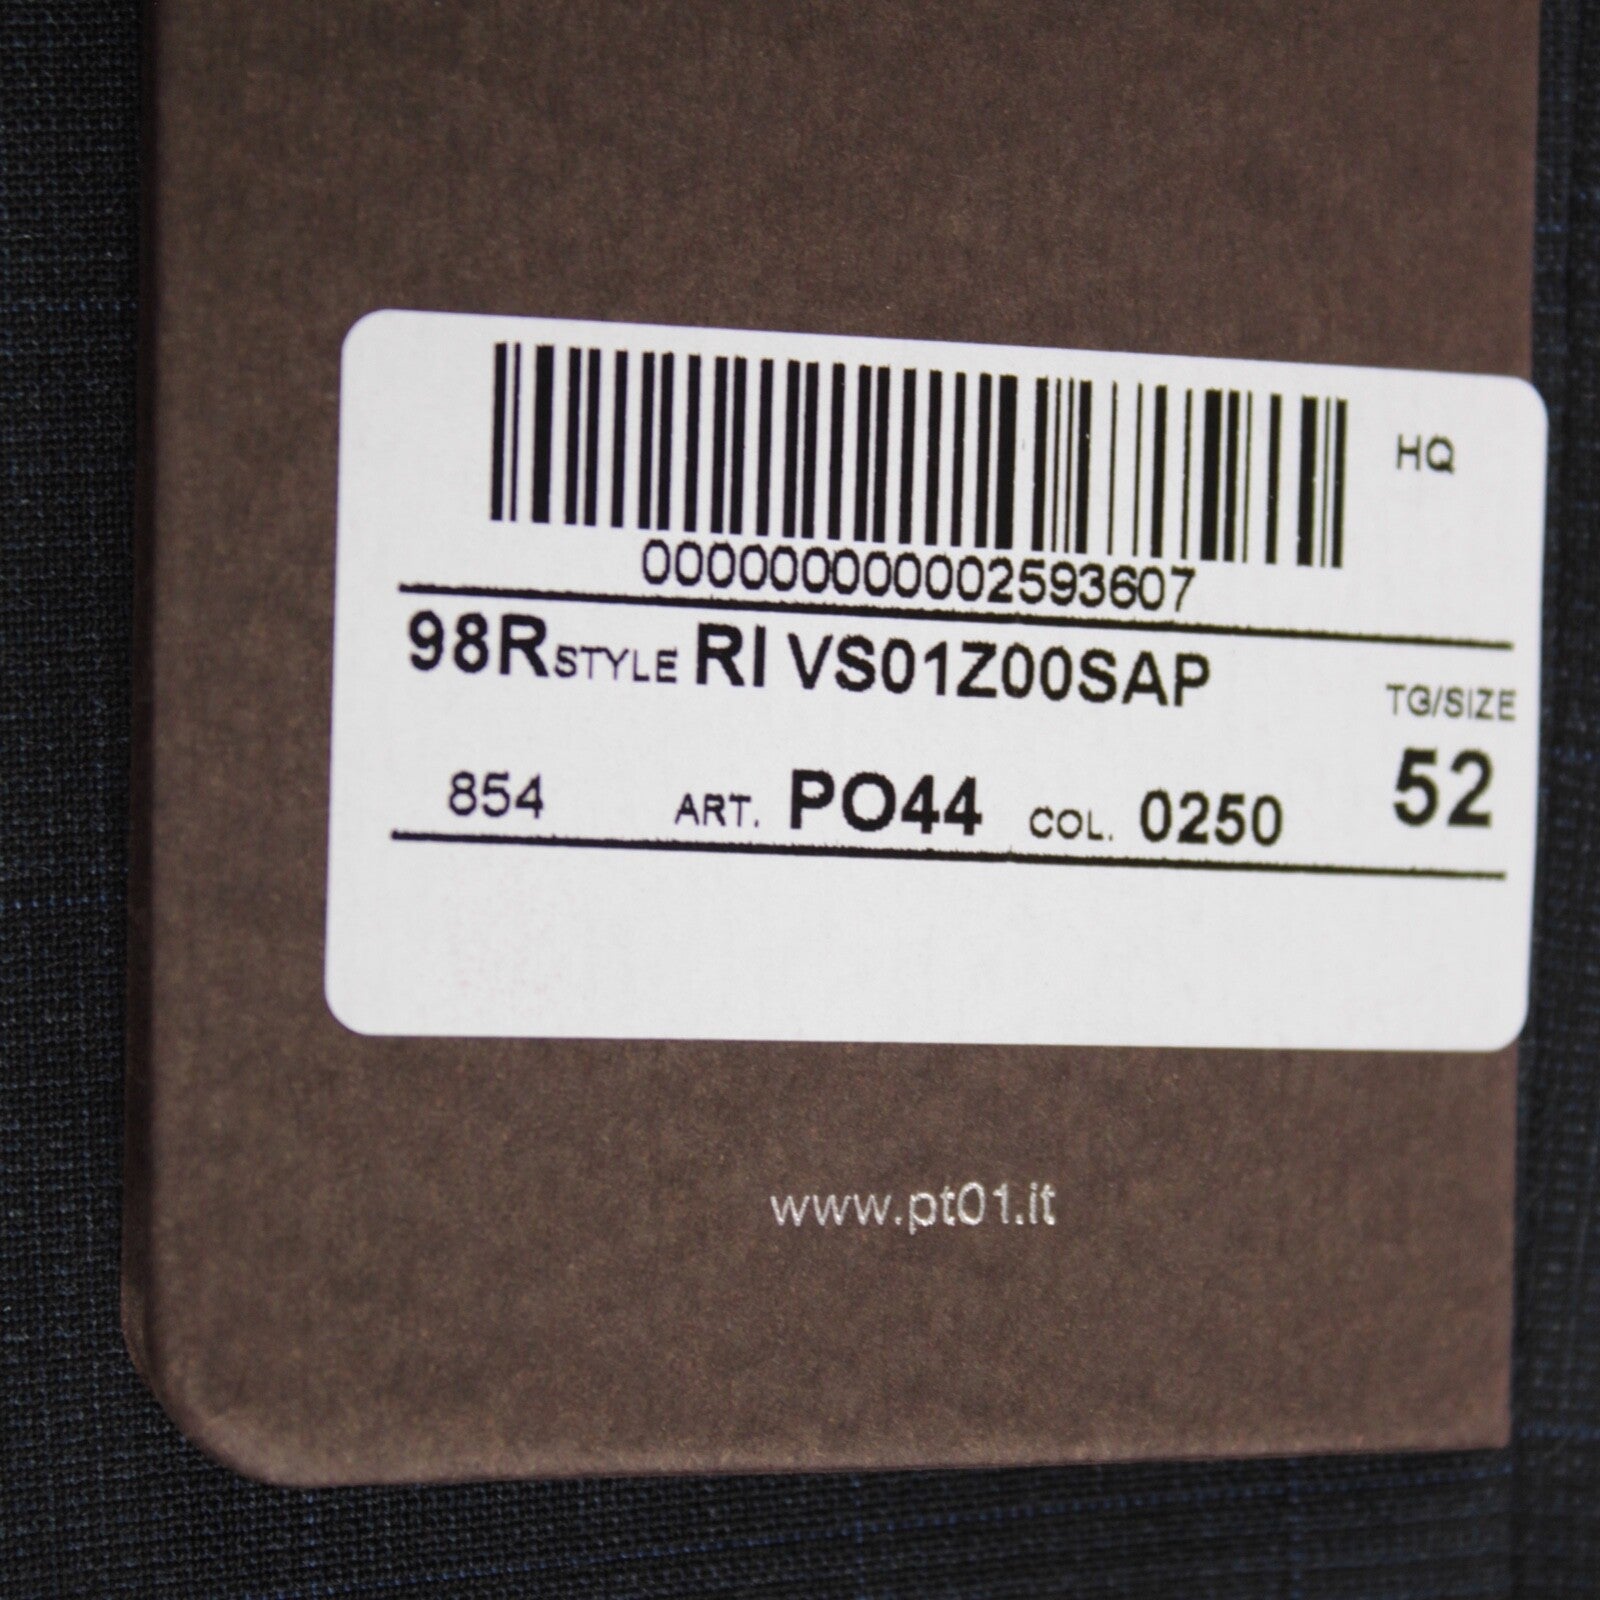 HQ
000000000002593607
98R STYLE RI VS01Z00SAP
TG/SIZE
854 ART. PO44 COL. 0250 52
www.pt01.it